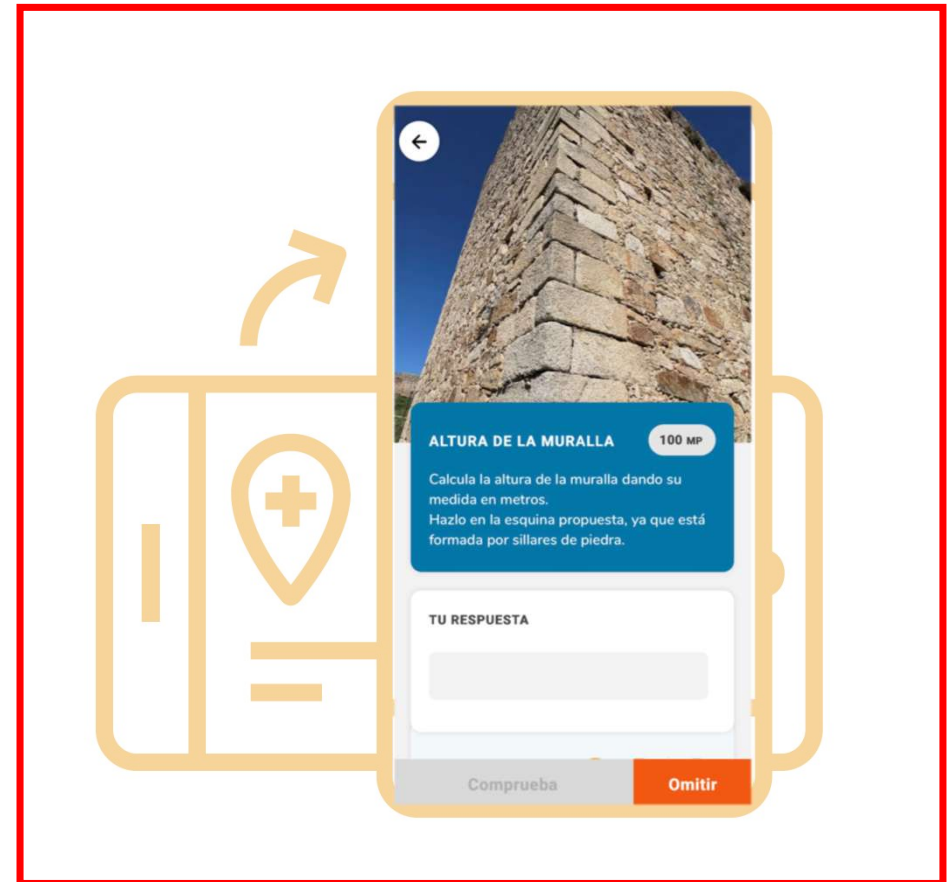 ALTURA DE LA MURALLA
100 MP
Calcula la altura de la muralla dando su
medida en metros.
Hazlo en la esquina propuesta, ya que está
formada por sillares de piedra.
TU RESPUESTA
Comprueba
Omitir